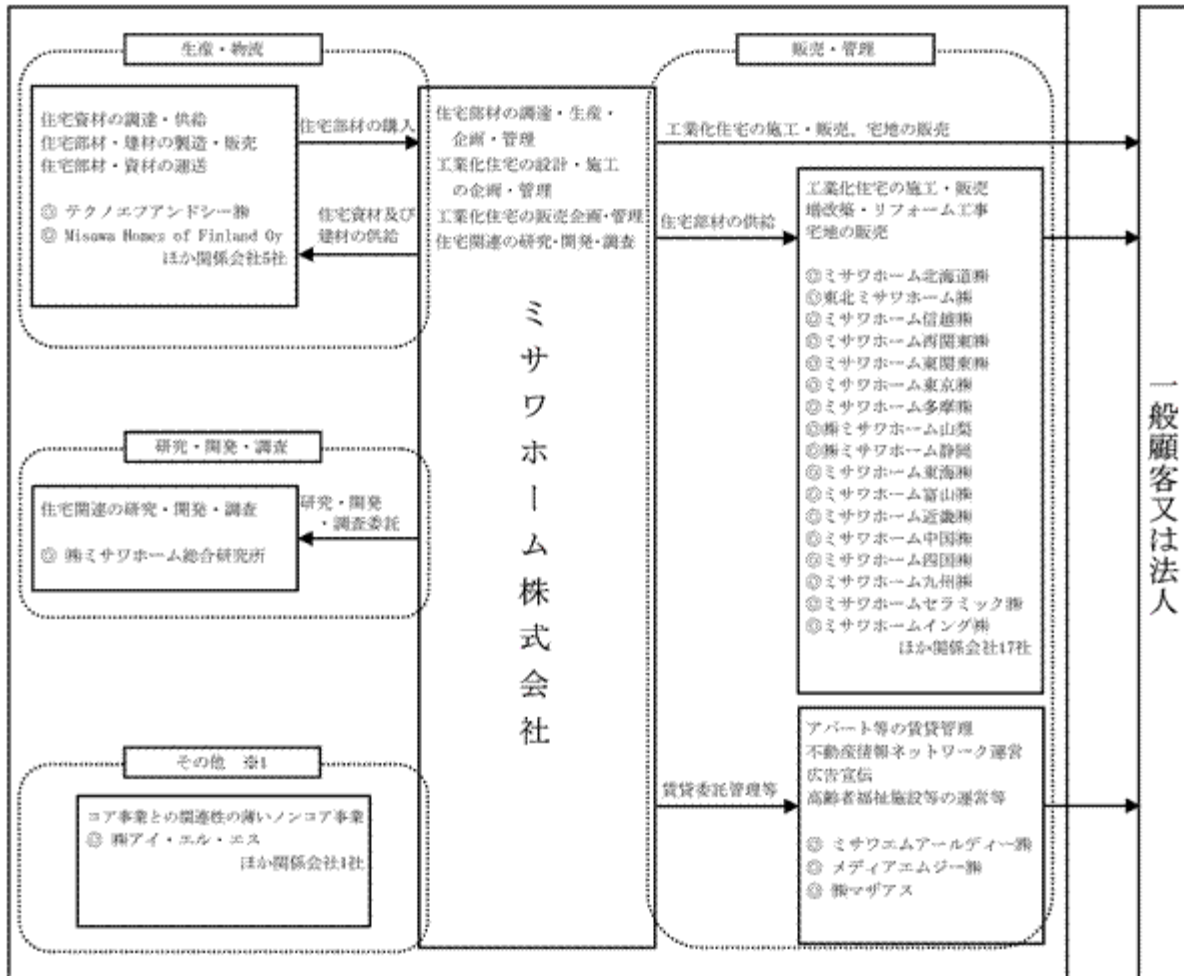 生産・物流
住宅資材の調達・供給
住宅部材・建材の製造・販売
住宅部材・資材の運送
◎ テクノエフアンドシー㈱
◎ Misawa Homes of Finland Oy
ほか関係会社5社
住宅部材の購入
住宅資材及び
建材の供給
研究・開発・調査
住宅関連の研究・開発・調査
◎ ㈱ミサワホーム総合研究所
研究・開発
・調査委託
その他 ※1
コア事業との関連性の薄いノンコア事業
◎ ㈱アイ・エル・エス
ほか関係会社1社
住宅部材の調達・生産・
企画・管理
工業化住宅の設計・施工
の企画・管理
工業化住宅の販売企画・管理
住宅関連の研究・開発・調査
ミサワホーム株式会社
販売・管理
工業化住宅の施工・販売、宅地の販売
住宅部材の供給
工業化住宅の施工・販売
増改築・リフォーム工事
宅地の販売
◎ミサワホーム北海道㈱
◎東北ミサワホーム㈱
◎ミサワホーム信越㈱
◎ミサワホーム西関東㈱
◎ミサワホーム東関東㈱
◎ミサワホーム東京㈱
◎ミサワホーム多摩㈱
◎㈱ミサワホーム山梨
◎㈱ミサワホーム静岡
◎ミサワホーム東海㈱
◎ミサワホーム富山㈱
◎ミサワホーム近畿㈱
◎ミサワホーム中国㈱
◎ミサワホーム四国㈱
◎ミサワホーム九州㈱
◎ミサワホームセラミック㈱
◎ミサワホームイング㈱
ほか関係会社17社
賃貸委託管理等
アパート等の賃貸管理
不動産情報ネットワーク運営
広告宣伝
高齢者福祉施設等の運営等
◎ ミサワエムアールディー㈱
◎ メディアエムジー㈱
◎ ㈱マザアス
一般顧客又は法人